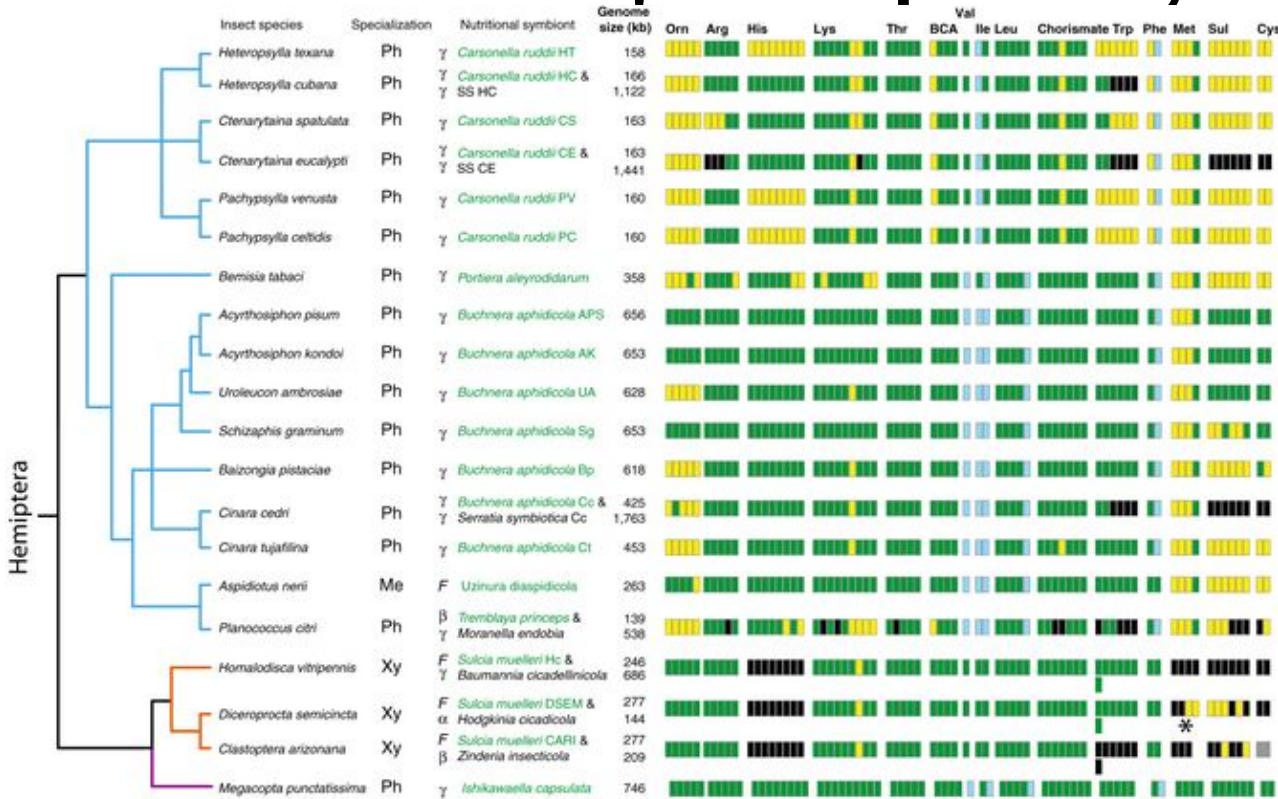 Insect species Specialization Nutritional symbiont Genome size (kb) Orn Arg His Lys Thr BCA Val Ile Leu Chorismate Trp Phe Met Sul Cys
Heteropsylla texana Ph γ Carsonella ruddii HT 158
Heteropsylla cubana Ph γ Carsonella ruddii HC & 166
γ SS HC 1,122
Ctenarytaina spatulata Ph γ Carsonella ruddii CS 163
Ctenarytaina eucalypti Ph γ Carsonella ruddii CE & 163
γ SS CE 1,441
Pachypsylla venusta Ph γ Carsonella ruddii PV 160
Pachypsylla celtidis Ph γ Carsonella ruddii PC 160
Bemisia tabaci Ph γ Portiera aleyrodidarum 358
Acyrthosiphon pisum Ph γ Buchnera aphidicola APS 656
Acyrthosiphon kondoi Ph γ Buchnera aphidicola AK 653
Uroleucon ambrosiae Ph γ Buchnera aphidicola UA 628
Schizaphis graminum Ph γ Buchnera aphidicola Sg 653
Baizongia pistaciae Ph γ Buchnera aphidicola Bp 618
Cinara cedri Ph γ Buchnera aphidicola Cc & 425
γ Serratia symbiotica Cc 1,763
Cinara tujafilina Ph γ Buchnera aphidicola Ct 453
Aspidiotus nerii Me F Uzinura diaspidicola 263
Planococcus citri Ph β Tremblaya princeps & 139
γ Moranella endobia 538
Homalodisca vitripennis Xy F Sulcia muelleri Hc & 246
γ Baumannia cicadellinicola 686
Diceroprocta semicincta Xy F Sulcia muelleri DSEM & 277
α Hodgkinia cicadicola 144
*
Clastoptera arizonana Xy F Sulcia muelleri CARI & 277
β Zinderia insecticola 209
Megacopta punctatissima Ph γ Ishikawaella capsulata 746
Hemiptera